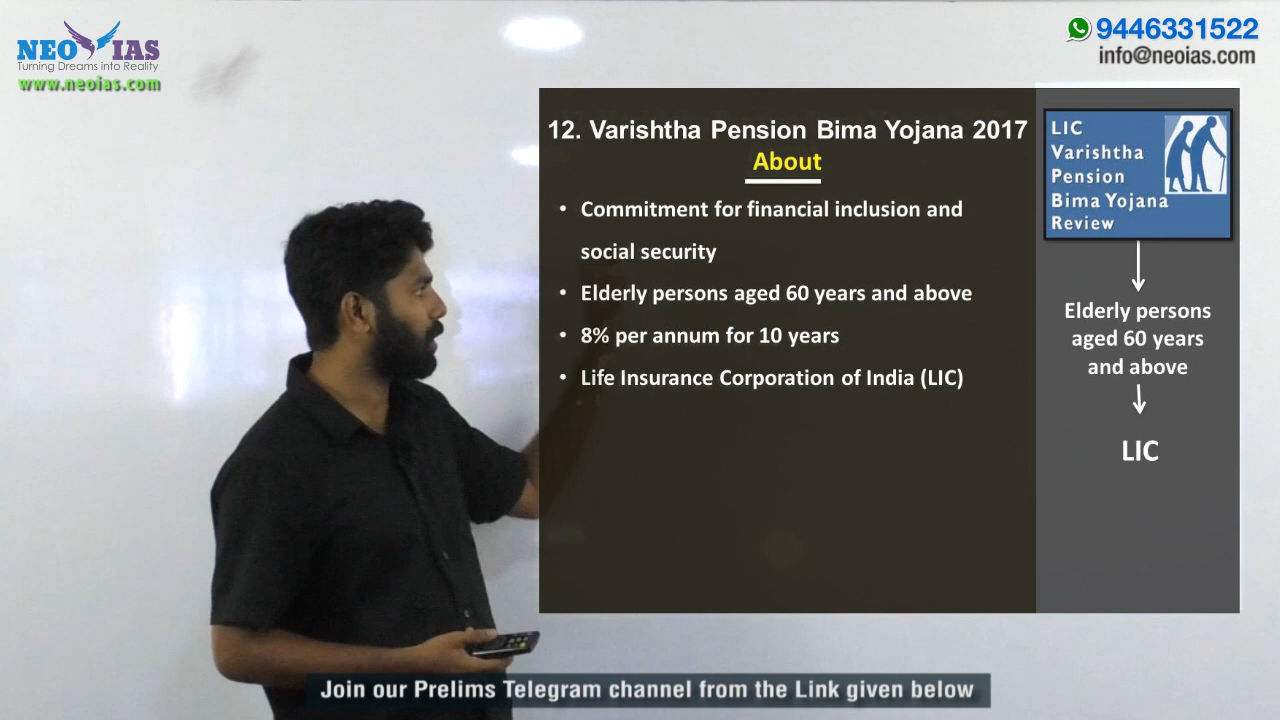 NEO IAS
Turning Dreams into Reality
www.neoias.com
9446331522
info@neoias.com
12. Varishtha Pension Bima Yojana 2017
About
• Commitment for financial inclusion and
social security
• Elderly persons aged 60 years and above
• 8% per annum for 10 years
• Life Insurance Corporation of India (LIC)
LIC
Varishtha
Pension
Bima Yojana
Review
Elderly persons
aged 60 years
and above
LIC
Join our Prelims Telegram channel from the Link given below